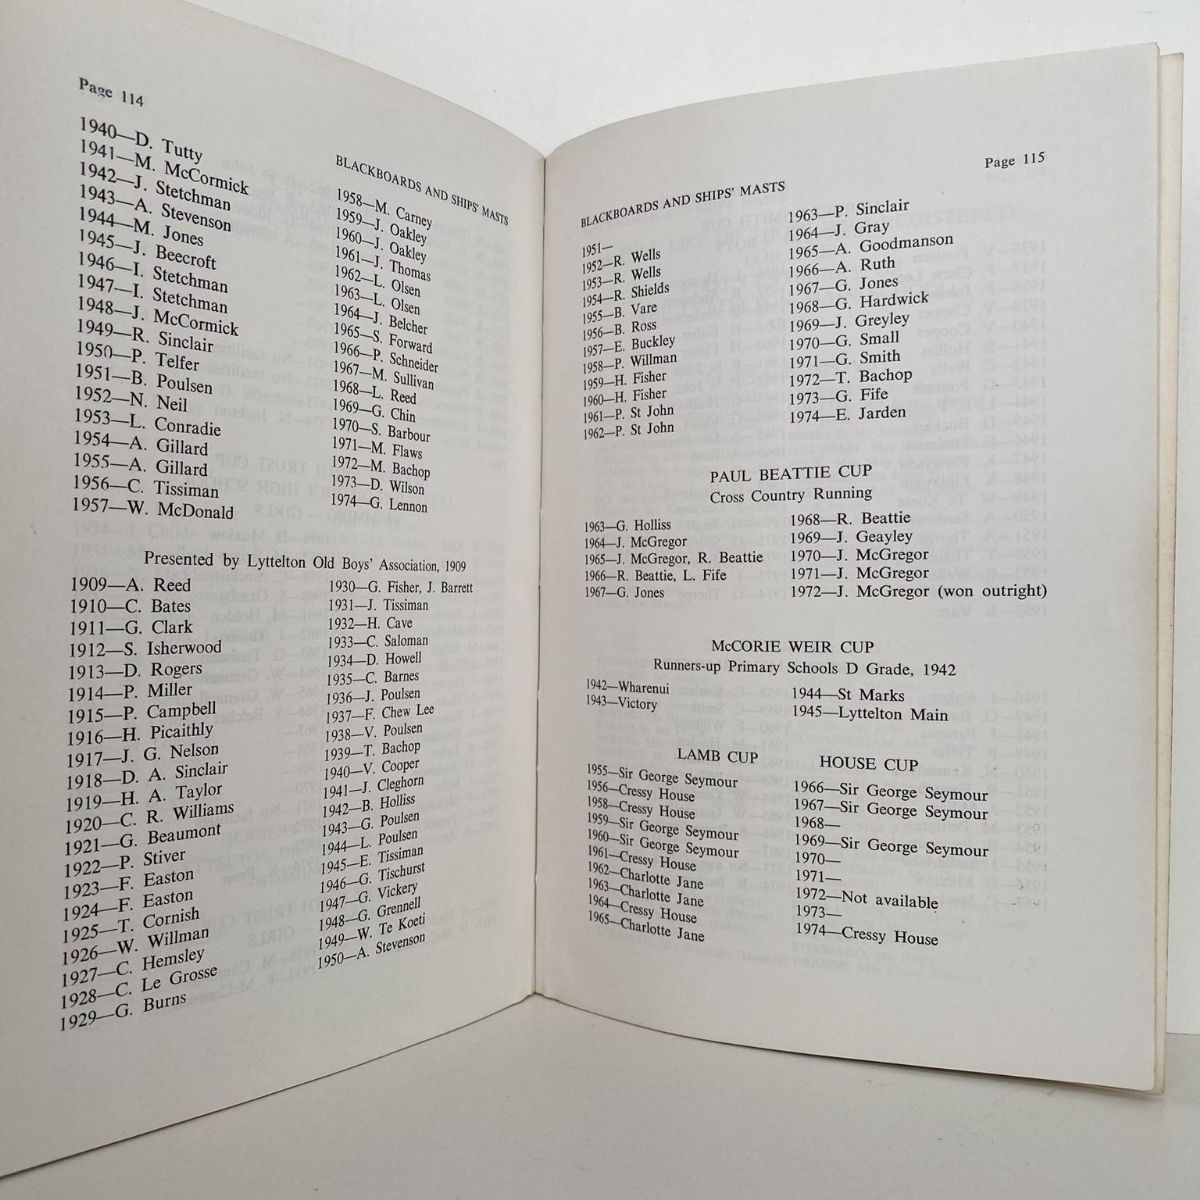 Page 114
BLACKBOARDS AND SHIPS' MASTS
1940—D. Tutty
1941—M. McCormick
1942—J. Stetchman
1943—A. Stevenson
1944—M. Jones
1945—J. Beecroft
1946—I. Stetchman
1947—I. Stetchman
1948—J. McCormick
1949—R. Sinclair
1950—P. Telfer
1951—B. Poulsen
1952—N. Neil
1953—L. Conradie
1954—A. Gillard
1955—A. Gillard
1956—C. Tissiman
1957—W. McDonald
1958—M. Carney
1959—J. Oakley
1960—J. Oakley
1961—J. Thomas
1962—L. Olsen
1963—L. Olsen
1964—J. Belcher
1965—S. Forward
1966—P. Schneider
1967—M. Sullivan
1968—L. Reed
1969—G. Chin
1970—S. Barbour
1971—M. Flaws
1972—M. Bachop
1973—D. Wilson
1974—G. Lennon
Presented by Lyttelton Old Boys' Association, 1909
1909—A. Reed
1910—C. Bates
1911—G. Clark
1912—S. Isherwood
1913—D. Rogers
1914—P. Miller
1915—P. Campbell
1916—H. Picaithly
1917—J. G. Nelson
1918—D. A. Sinclair
1919—H. A. Taylor
1920—C. R. Williams
1921—G. Beaumont
1922—P. Stiver
1923—F. Easton
1924—F. Easton
1925—T. Cornish
1926—W. Willman
1927—C. Hemsley
1928—C. Le Grosse
1929—G. Burns
1930—G. Fisher, J. Barrett
1931—J. Tissiman
1932—H. Cave
1933—C. Saloman
1934—D. Howell
1935—C. Barnes
1936—J. Poulsen
1937—F. Chew Lee
1938—V. Poulsen
1939—T. Bachop
1940—V. Cooper
1941—J. Cleghorn
1942—B. Holliss
1943—G. Poulsen
1944—L. Poulsen
1945—E. Tissiman
1946—G. Tischurst
1947—G. Vickery
1948—G. Grennell
1949—W. Te Koeti
1950—A. Stevenson
BLACKBOARDS AND SHIPS' MASTS
Page 115
1951—
1952—R. Wells
1953—R. Wells
1954—R. Shields
1955—B. Vare
1956—B. Ross
1957—E. Buckley
1958—P. Willman
1959—H. Fisher
1960—H. Fisher
1961—P. St John
1962—P. St John
1963—P. Sinclair
1964—J. Gray
1965—A. Goodmanson
1966—A. Ruth
1967—G. Jones
1968—G. Hardwick
1969—J. Greyley
1970—G. Small
1971—G. Smith
1972—T. Bachop
1973—G. Fife
1974—E. Jarden
PAUL BEATTIE CUP
Cross Country Running
1963—G. Holliss
1964—J. McGregor
1965—J. McGregor, R. Beattie
1966—R. Beattie, L. Fife
1967—G. Jones
1968—R. Beattie
1969—J. Geayley
1970—J. McGregor
1971—J. McGregor
1972—J. McGregor (won outright)
McCORIE WEIR CUP
Runners-up Primary Schools D Grade, 1942
1942—Wharenui
1943—Victory
1944—St Marks
1945—Lyttelton Main
LAMB CUP
1955—Sir George Seymour
1956—Cressy House
1958—Cressy House
1959—Sir George Seymour
1960—Sir George Seymour
1961—Cressy House
1962—Charlotte Jane
1963—Charlotte Jane
1964—Cressy House
1965—Charlotte Jane
HOUSE CUP
1966—Sir George Seymour
1967—Sir George Seymour
1968—
1969—Sir George Seymour
1970—
1971—
1972—Not available
1973—
1974—Cressy House